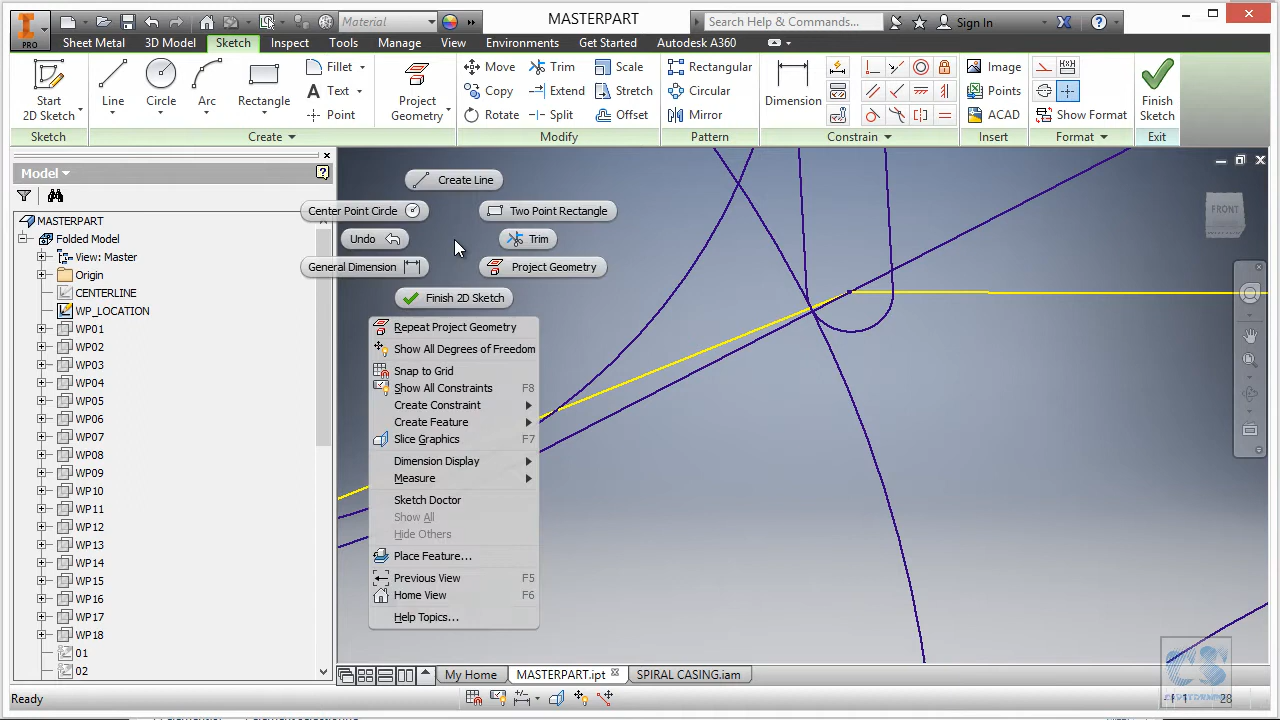 PRO
Material
MASTERPART
Search Help & Commands...
Sign In
Sheet Metal
3D Model
Sketch
Inspect
Tools
Manage
View
Environments
Get Started
Autodesk A360
Start
2D Sketch
Line
Circle
Arc
Rectangle
Fillet
Text
Point
Project
Geometry
Move
Copy
Rotate
Trim
Extend
Split
Scale
Stretch
Offset
Rectangular
Circular
Mirror
Dimension
Image
Points
ACAD
Show Format
Finish
Sketch
Sketch
Create
Modify
Pattern
Constrain
Insert
Format
Exit
Model
MASTERPART
Folded Model
View: Master
Origin
CENTERLINE
WP_LOCATION
WP01
WP02
WP03
WP04
WP05
WP06
WP07
WP08
WP09
WP10
WP11
WP12
WP13
WP14
WP15
WP16
WP17
WP18
01
02
Create Line
Center Point Circle
Two Point Rectangle
Undo
Trim
General Dimension
Project Geometry
Finish 2D Sketch
Repeat Project Geometry
Show All Degrees of Freedom
Snap to Grid
Show All Constraints F8
Create Constraint
Create Feature
Slice Graphics F7
Dimension Display
Measure
Sketch Doctor
Show All
Hide Others
Place Feature...
Previous View F5
Home View F6
Help Topics...
FRONT
My Home
MASTERPART.ipt
SPIRAL CASING.iam
Ready
1
28
CS